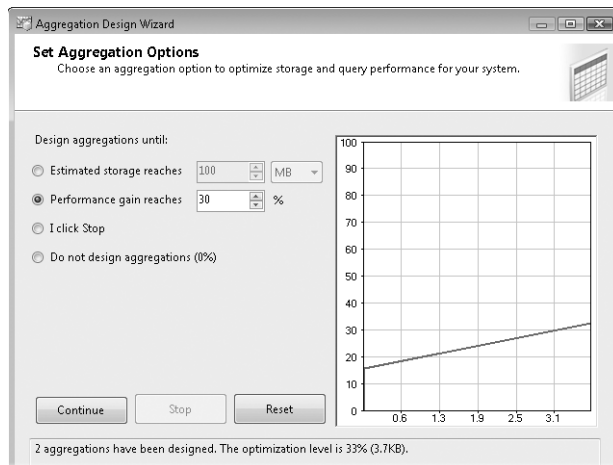 Aggregation Design Wizard
Set Aggregation Options
Choose an aggregation option to optimize storage and query performance for your system.
Design aggregations until:
Estimated storage reaches 100 MB
Performance gain reaches 30 %
I click Stop
Do not design aggregations (0%)
100
90
80
70
60
50
40
30
20
10
0
0.6 1.3 1.9 2.5 3.1
Continue Stop Reset
2 aggregations have been designed. The optimization level is 33% (3.7KB).